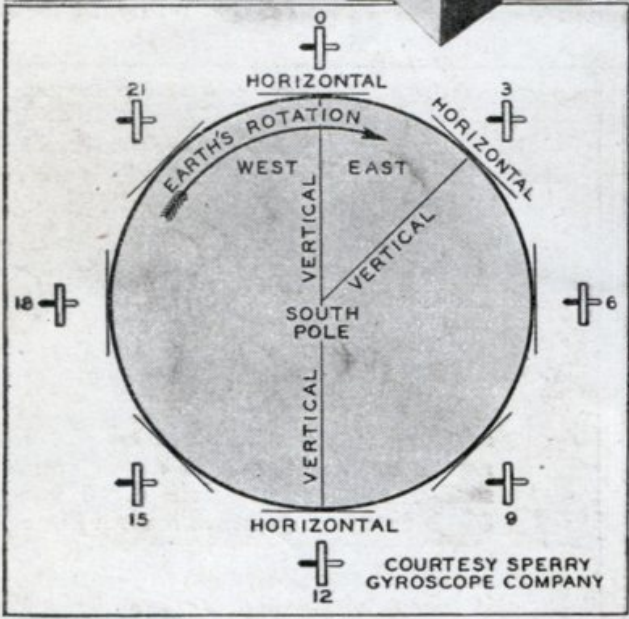 0
21
3
HORIZONTAL
HORIZONTAL
EARTH'S ROTATION
WEST
EAST
VERTICAL
VERTICAL
18
6
SOUTH
POLE
VERTICAL
15
9
HORIZONTAL
12
COURTESY SPERRY
GYROSCOPE COMPANY